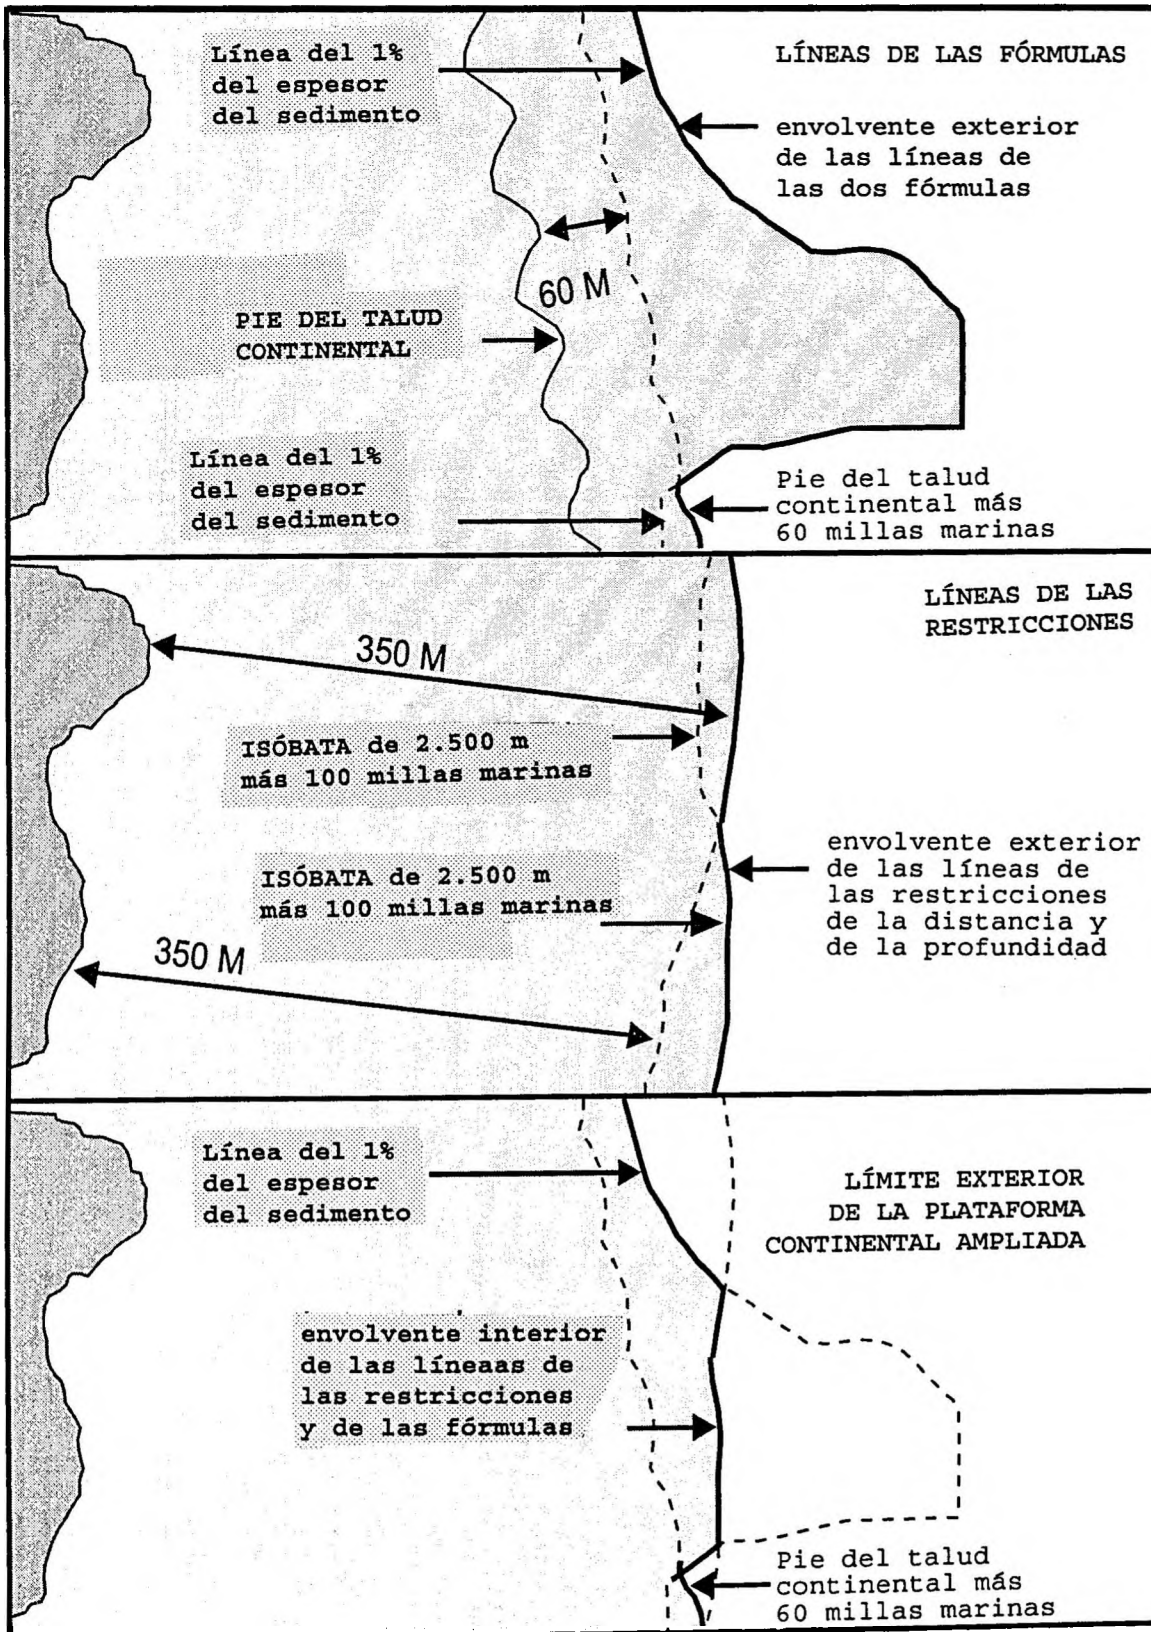 Línea del 1%
del espesor
del sedimento
LÍNEAS DE LAS FÓRMULAS
envolvente exterior
de las líneas de
las dos fórmulas
60 M
PIE DEL TALUD
CONTINENTAL
Línea del 1%
del espesor
del sedimento
Pie del talud
continental más
60 millas marinas
LÍNEAS DE LAS
RESTRICCIONES
350 M
ISÓBATA de 2.500 m
más 100 millas marinas
envolvente exterior
de las líneas de
las restricciones
de la distancia y
de la profundidad
ISÓBATA de 2.500 m
más 100 millas marinas
350 M
Línea del 1%
del espesor
del sedimento
LÍMITE EXTERIOR
DE LA PLATAFORMA
CONTINENTAL AMPLIADA
envolvente interior
de las líneaas de
las restricciones
y de las fórmulas
Pie del talud
continental más
60 millas marinas